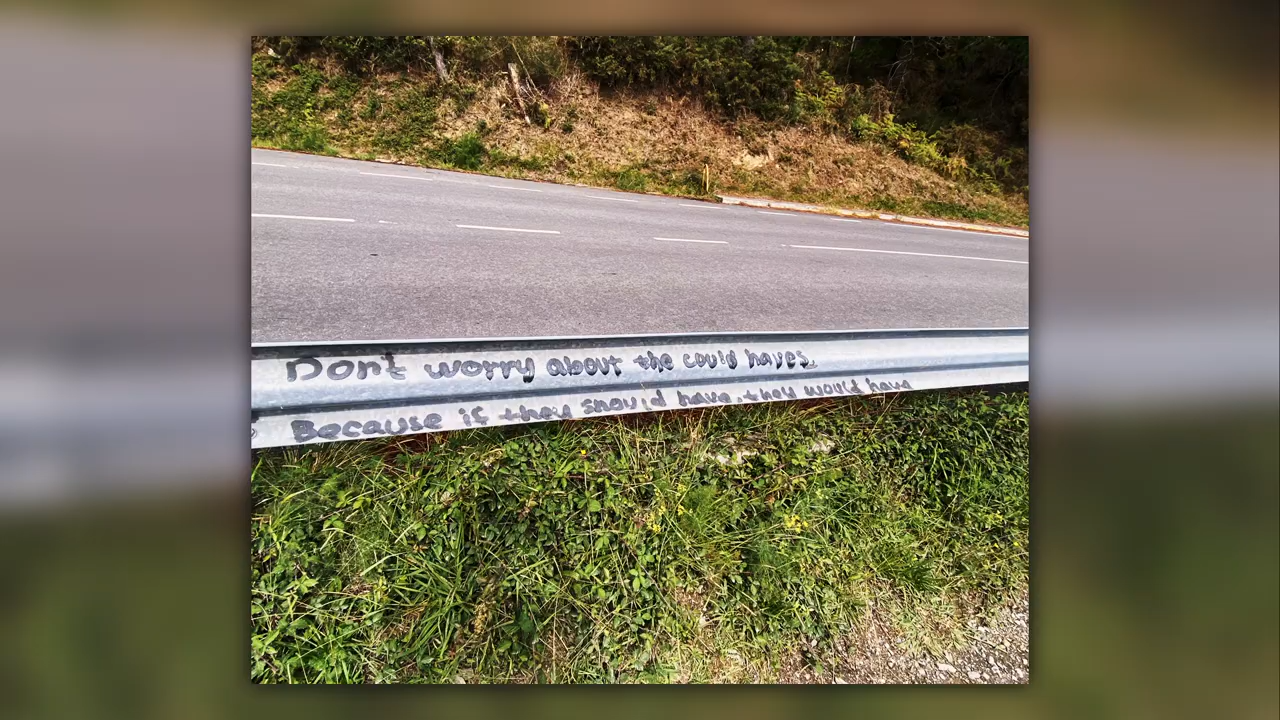 Don't worry about the could haves.
Because if they should have, they would have